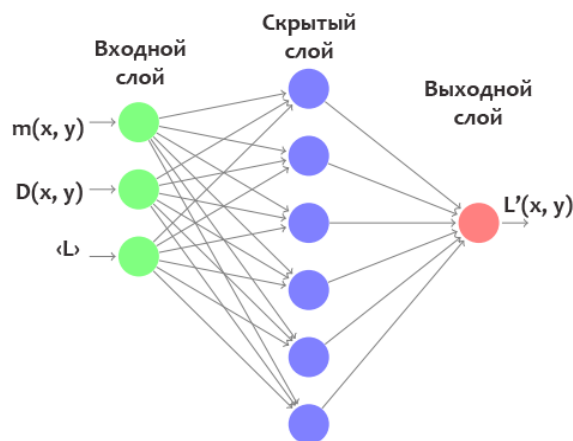 Входной
слой
Скрытый
слой
Выходной
слой
m(x, y)
D(x, y)
‹L›
L’(x, y)